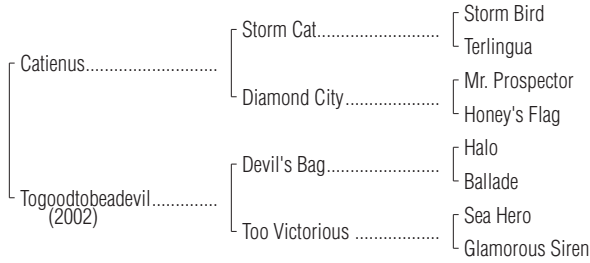 Storm Bird
Storm Cat..............................
Terlingua
Catienus................................
Mr. Prospector
Diamond City.......................
Honey's Flag
Halo
Devil's Bag...........................
Ballade
Togoodtobeadevil...............
(2002)
Sea Hero
Too Victorious .....................
Glamorous Siren